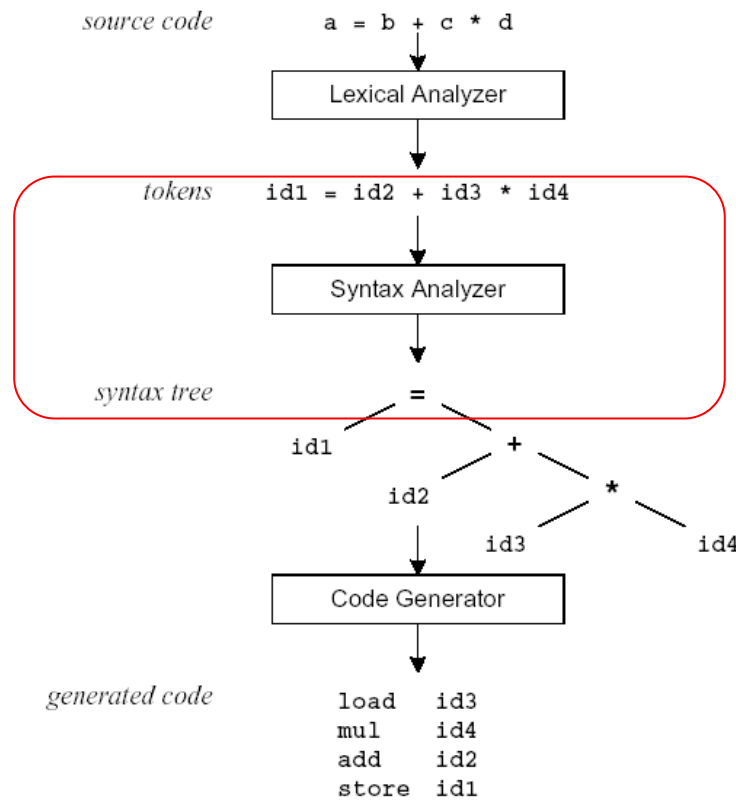 source code a = b + c * d
Lexical Analyzer
tokens id1 = id2 + id3 * id4
Syntax Analyzer
syntax tree =
id1 +
id2 *
id3 id4
Code Generator
generated code load id3
mul id4
add id2
store id1